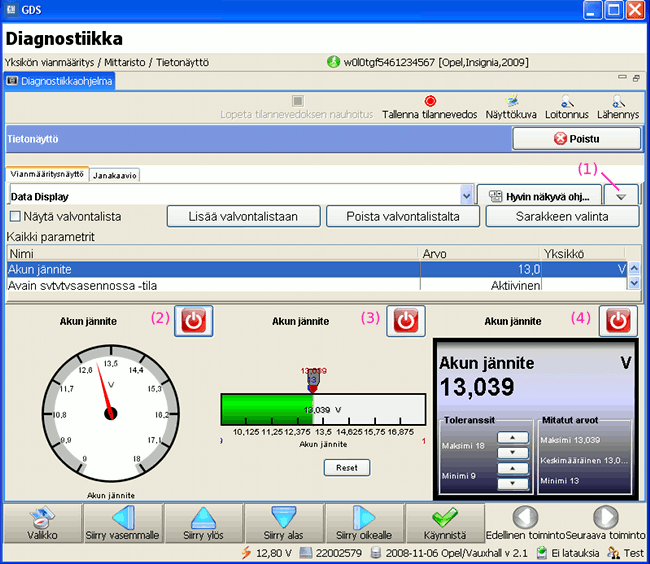 GDS
Diagnostiikka
Yksikön vianmääritys / Mittaristo / Tietonäyttö
w0l0tgf5461234567 [Opel,Insignia,2009]
Diagnostiikkaohjelma
Lopeta tilannevedoksen nauhoitus
Tallenna tilannevedos
Näyttökuva
Loitonnus
Lähennys
Tietonäyttö
Poistu
Vianmääritysnäyttö
Janakaavio
(1)
Data Display
Hyvin näkyvä ohj...
Näytä valvontalista
Lisää valvontalistaan
Poista valvontalistalta
Sarakkeen valinta
Kaikki parametrit
Nimi
Arvo
Yksikkö
Akun jännite
13,0
V
Avain sytytysasennossa -tila
Aktiivinen
Akun jännite
(2)
Akun jännite
(3)
Akun jännite
(4)
12,6
13,5
11,7
14,4
15,3
10,8
16,2
9,9
17,1
9
18
V
Akun jännite
13,039
13
13,039 V
10,125
11,25
12,375
13,5
14,625
15,75
16,875
Akun jännite
Reset
Akun jännite
V
13,039
Toleranssit
Maksimi 18
Minimi 9
Mitatut arvot
Maksimi 13,039
Keskimääräinen 13,0...
Minimi 13
Valikko
Siirry vasemmalle
Siirry ylös
Siirry alas
Siirry oikealle
Käynnistä
Edellinen toiminto
Seuraava toiminto
12,80 V
22002579
2008-11-06 Opel/Vauxhall v 2.1
Ei latauksia
Test